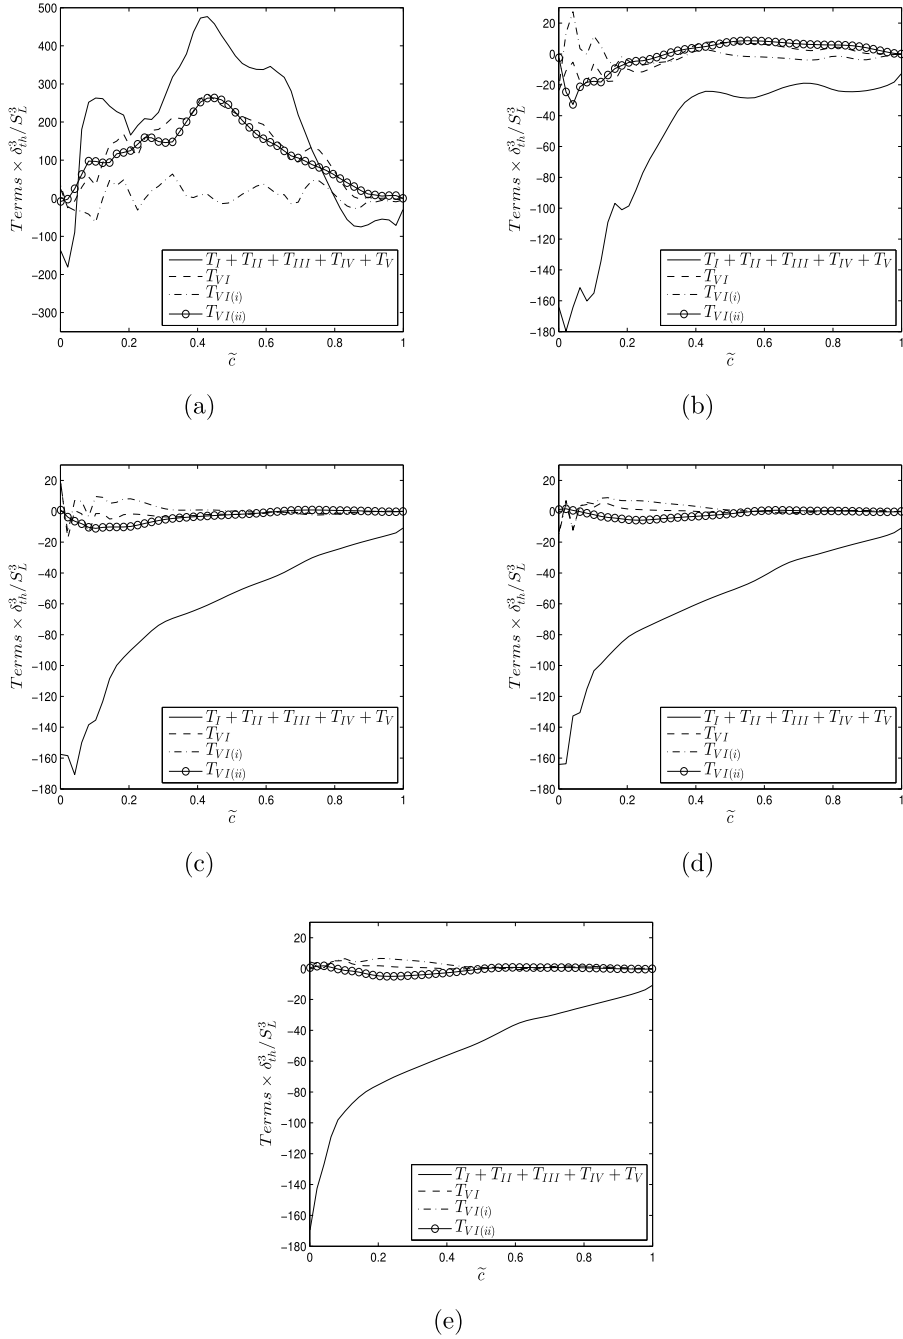 500
400
300
200
100
0
−100
−200
−300
0 0.2 0.4 0.6 0.8 1
Terms × δ³ₜₕ/S³_L
c̃
T_I + T_II + T_III + T_IV + T_V
T_VI
T_VI(i)
T_VI(ii)
(a)
20
0
−20
−40
−60
−80
−100
−120
−140
−160
−180
0 0.2 0.4 0.6 0.8 1
Terms × δ³ₜₕ/S³_L
c̃
T_I + T_II + T_III + T_IV + T_V
T_VI
T_VI(i)
T_VI(ii)
(b)
20
0
−20
−40
−60
−80
−100
−120
−140
−160
−180
0 0.2 0.4 0.6 0.8 1
Terms × δ³ₜₕ/S³_L
c̃
T_I + T_II + T_III + T_IV + T_V
T_VI
T_VI(i)
T_VI(ii)
(c)
20
0
−20
−40
−60
−80
−100
−120
−140
−160
−180
0 0.2 0.4 0.6 0.8 1
Terms × δ³ₜₕ/S³_L
c̃
T_I + T_II + T_III + T_IV + T_V
T_VI
T_VI(i)
T_VI(ii)
(d)
20
0
−20
−40
−60
−80
−100
−120
−140
−160
−180
0 0.2 0.4 0.6 0.8 1
Terms × δ³ₜₕ/S³_L
c̃
T_I + T_II + T_III + T_IV + T_V
T_VI
T_VI(i)
T_VI(ii)
(e)